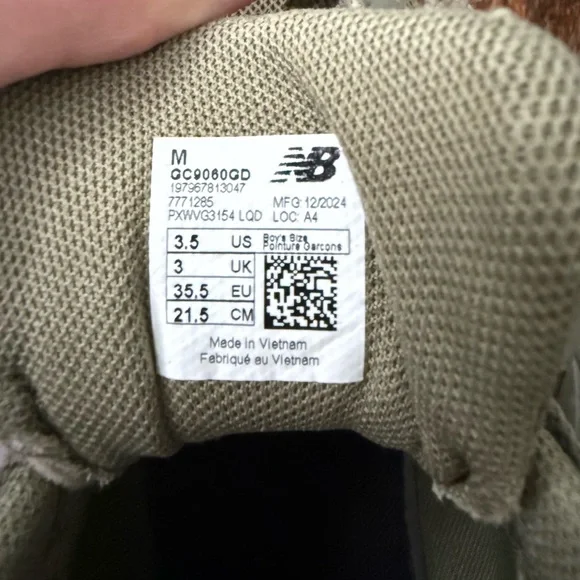 M
NB
GC9060GD
197967813047
7771285 MFG 12/2024
PXWVG3154 LQD LOC: A4
3.5 US Boy's Size
Pointure Garcons
3 UK
35.5 EU
21.5 CM
Made in Vietnam
Fabriqué au Vietnam